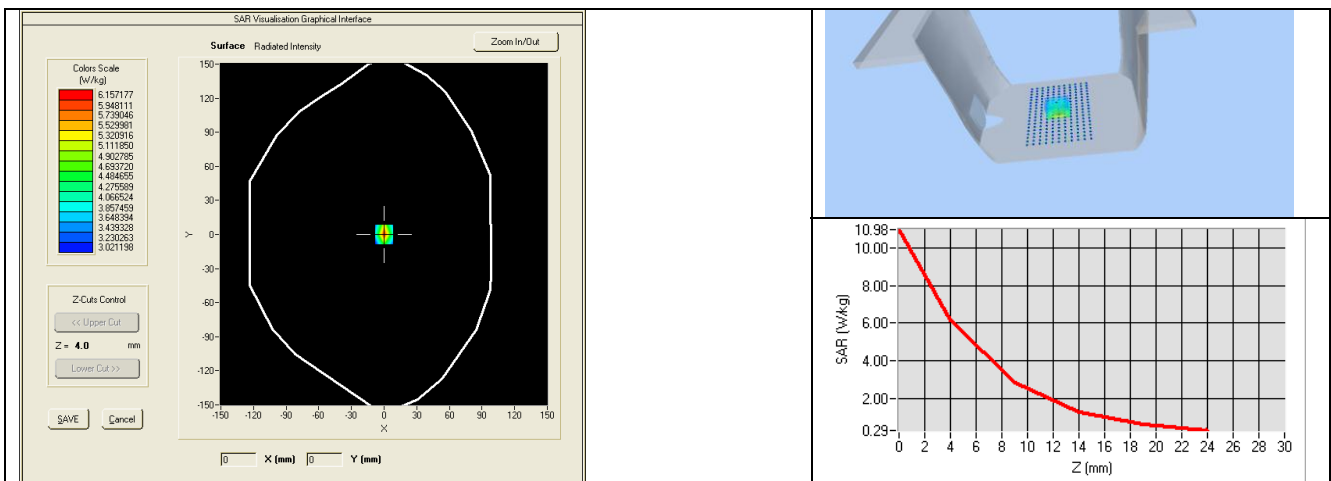 SAR Visualisation Graphical Interface
Surface Radiated Intensity
Zoom In/Out
Colors Scale
(W/kg)
6.157177
5.948111
5.739046
5.529981
5.320916
5.111850
4.902785
4.693720
4.484655
4.275589
4.066524
3.857459
3.648394
3.439328
3.230263
3.021198
Z-Cuts Control
<< Upper Cut
Z = 4.0 mm
Lower Cut >>
SAVE Cancel
150-
120-
90-
60-
30-
0-
-30-
-60-
-90-
-120-
-150-
Y
-150 -120 -90 -60 -30 0 30 60 90 120 150
X
0 X (mm) 0 Y (mm)
10.98-
10.00-
8.00-
6.00-
4.00-
2.00-
0.29-
SAR (W/kg)
0 2 4 6 8 10 12 14 16 18 20 22 24 26 28 30
Z (mm)